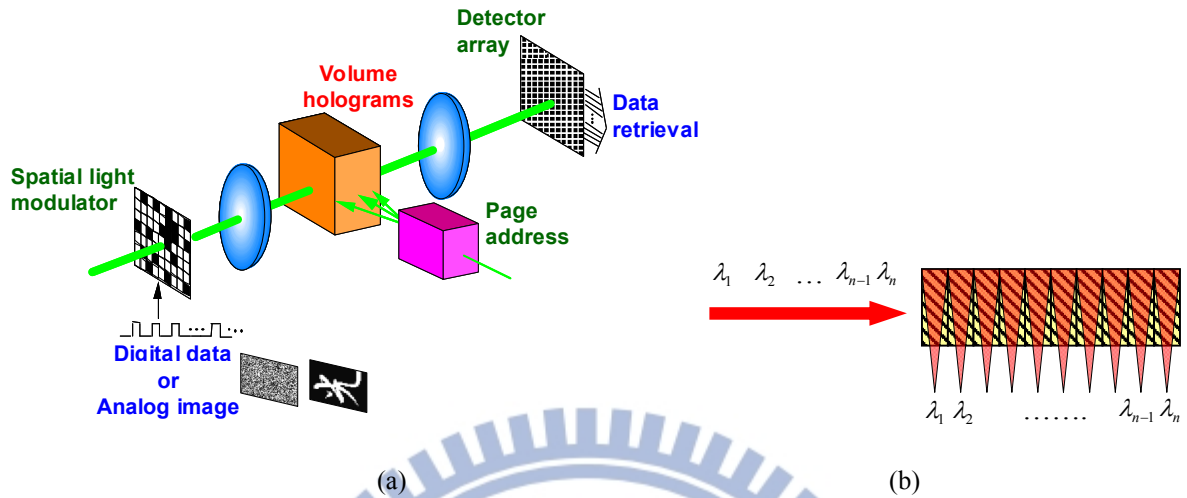 Detector
array
Volume
holograms
Data
retrieval
Spatial light
modulator
Page
address
Digital data
or
Analog image
λ₁ λ₂ ... λₙ₋₁ λₙ
λ₁ λ₂ ....... λₙ₋₁ λₙ
(a) (b)